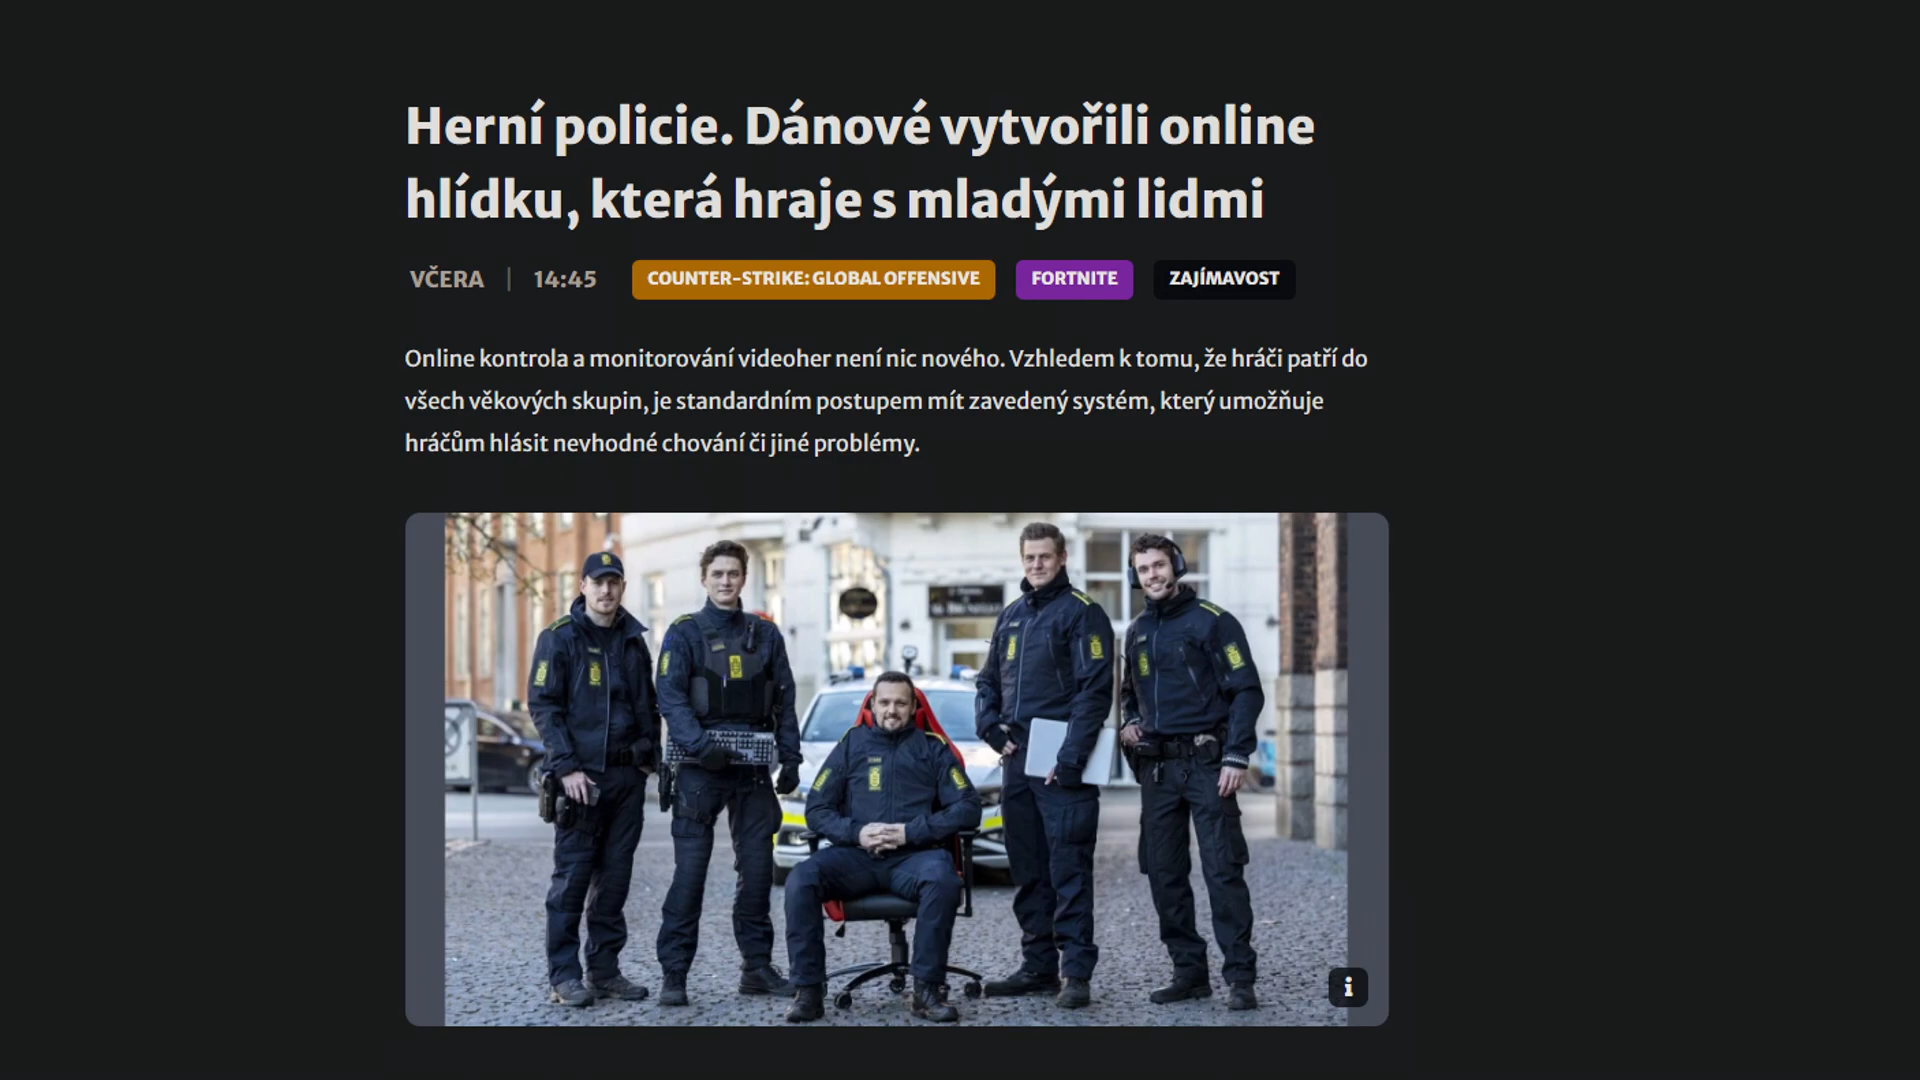 Herní policie. Dánové vytvořili online
hlídku, která hraje s mladými lidmi
VČERA | 14:45 COUNTER-STRIKE: GLOBAL OFFENSIVE FORTNITE ZAJÍMAVOST
Online kontrola a monitorování videoher není nic nového. Vzhledem k tomu, že hráči patří do
všech věkových skupin, je standardním postupem mít zavedený systém, který umožňuje
hráčům hlásit nevhodné chování či jiné problémy.
i